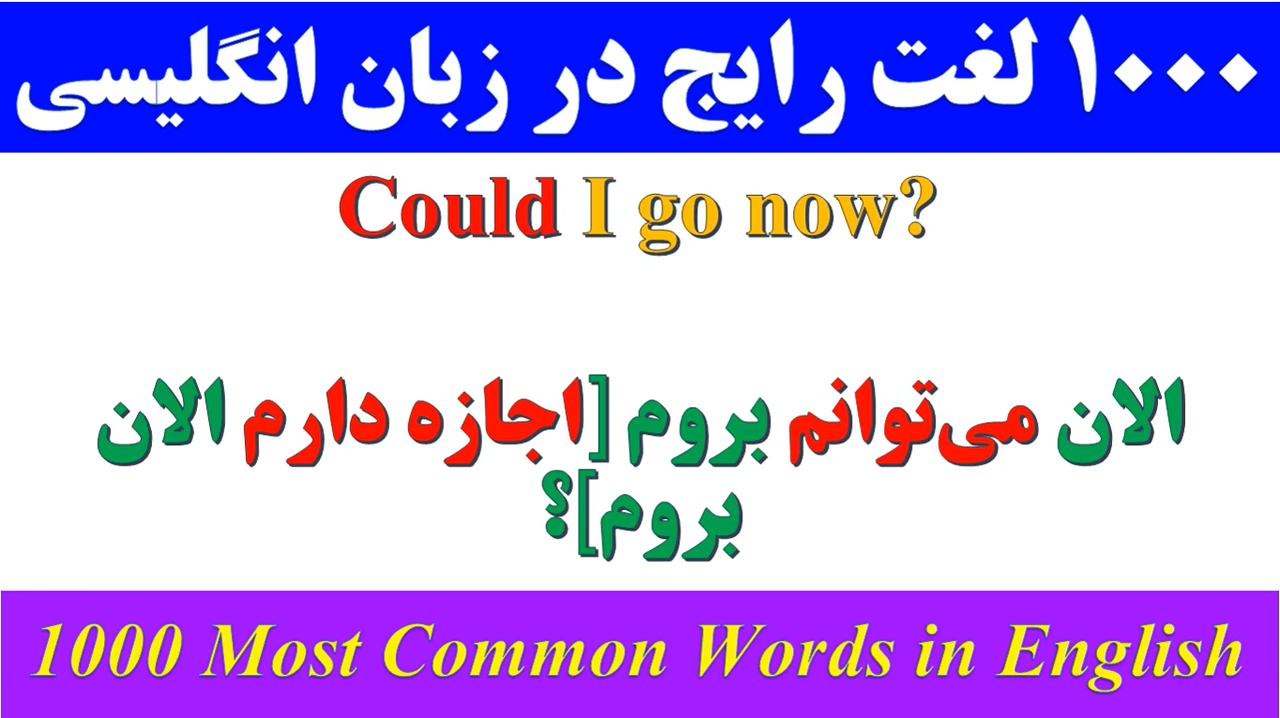 ۱۰۰۰ لغت رایج در زبان انگلیسی
Could I go now?
الان می‌توانم بروم [اجازه دارم الان
بروم]؟
1000 Most Common Words in English